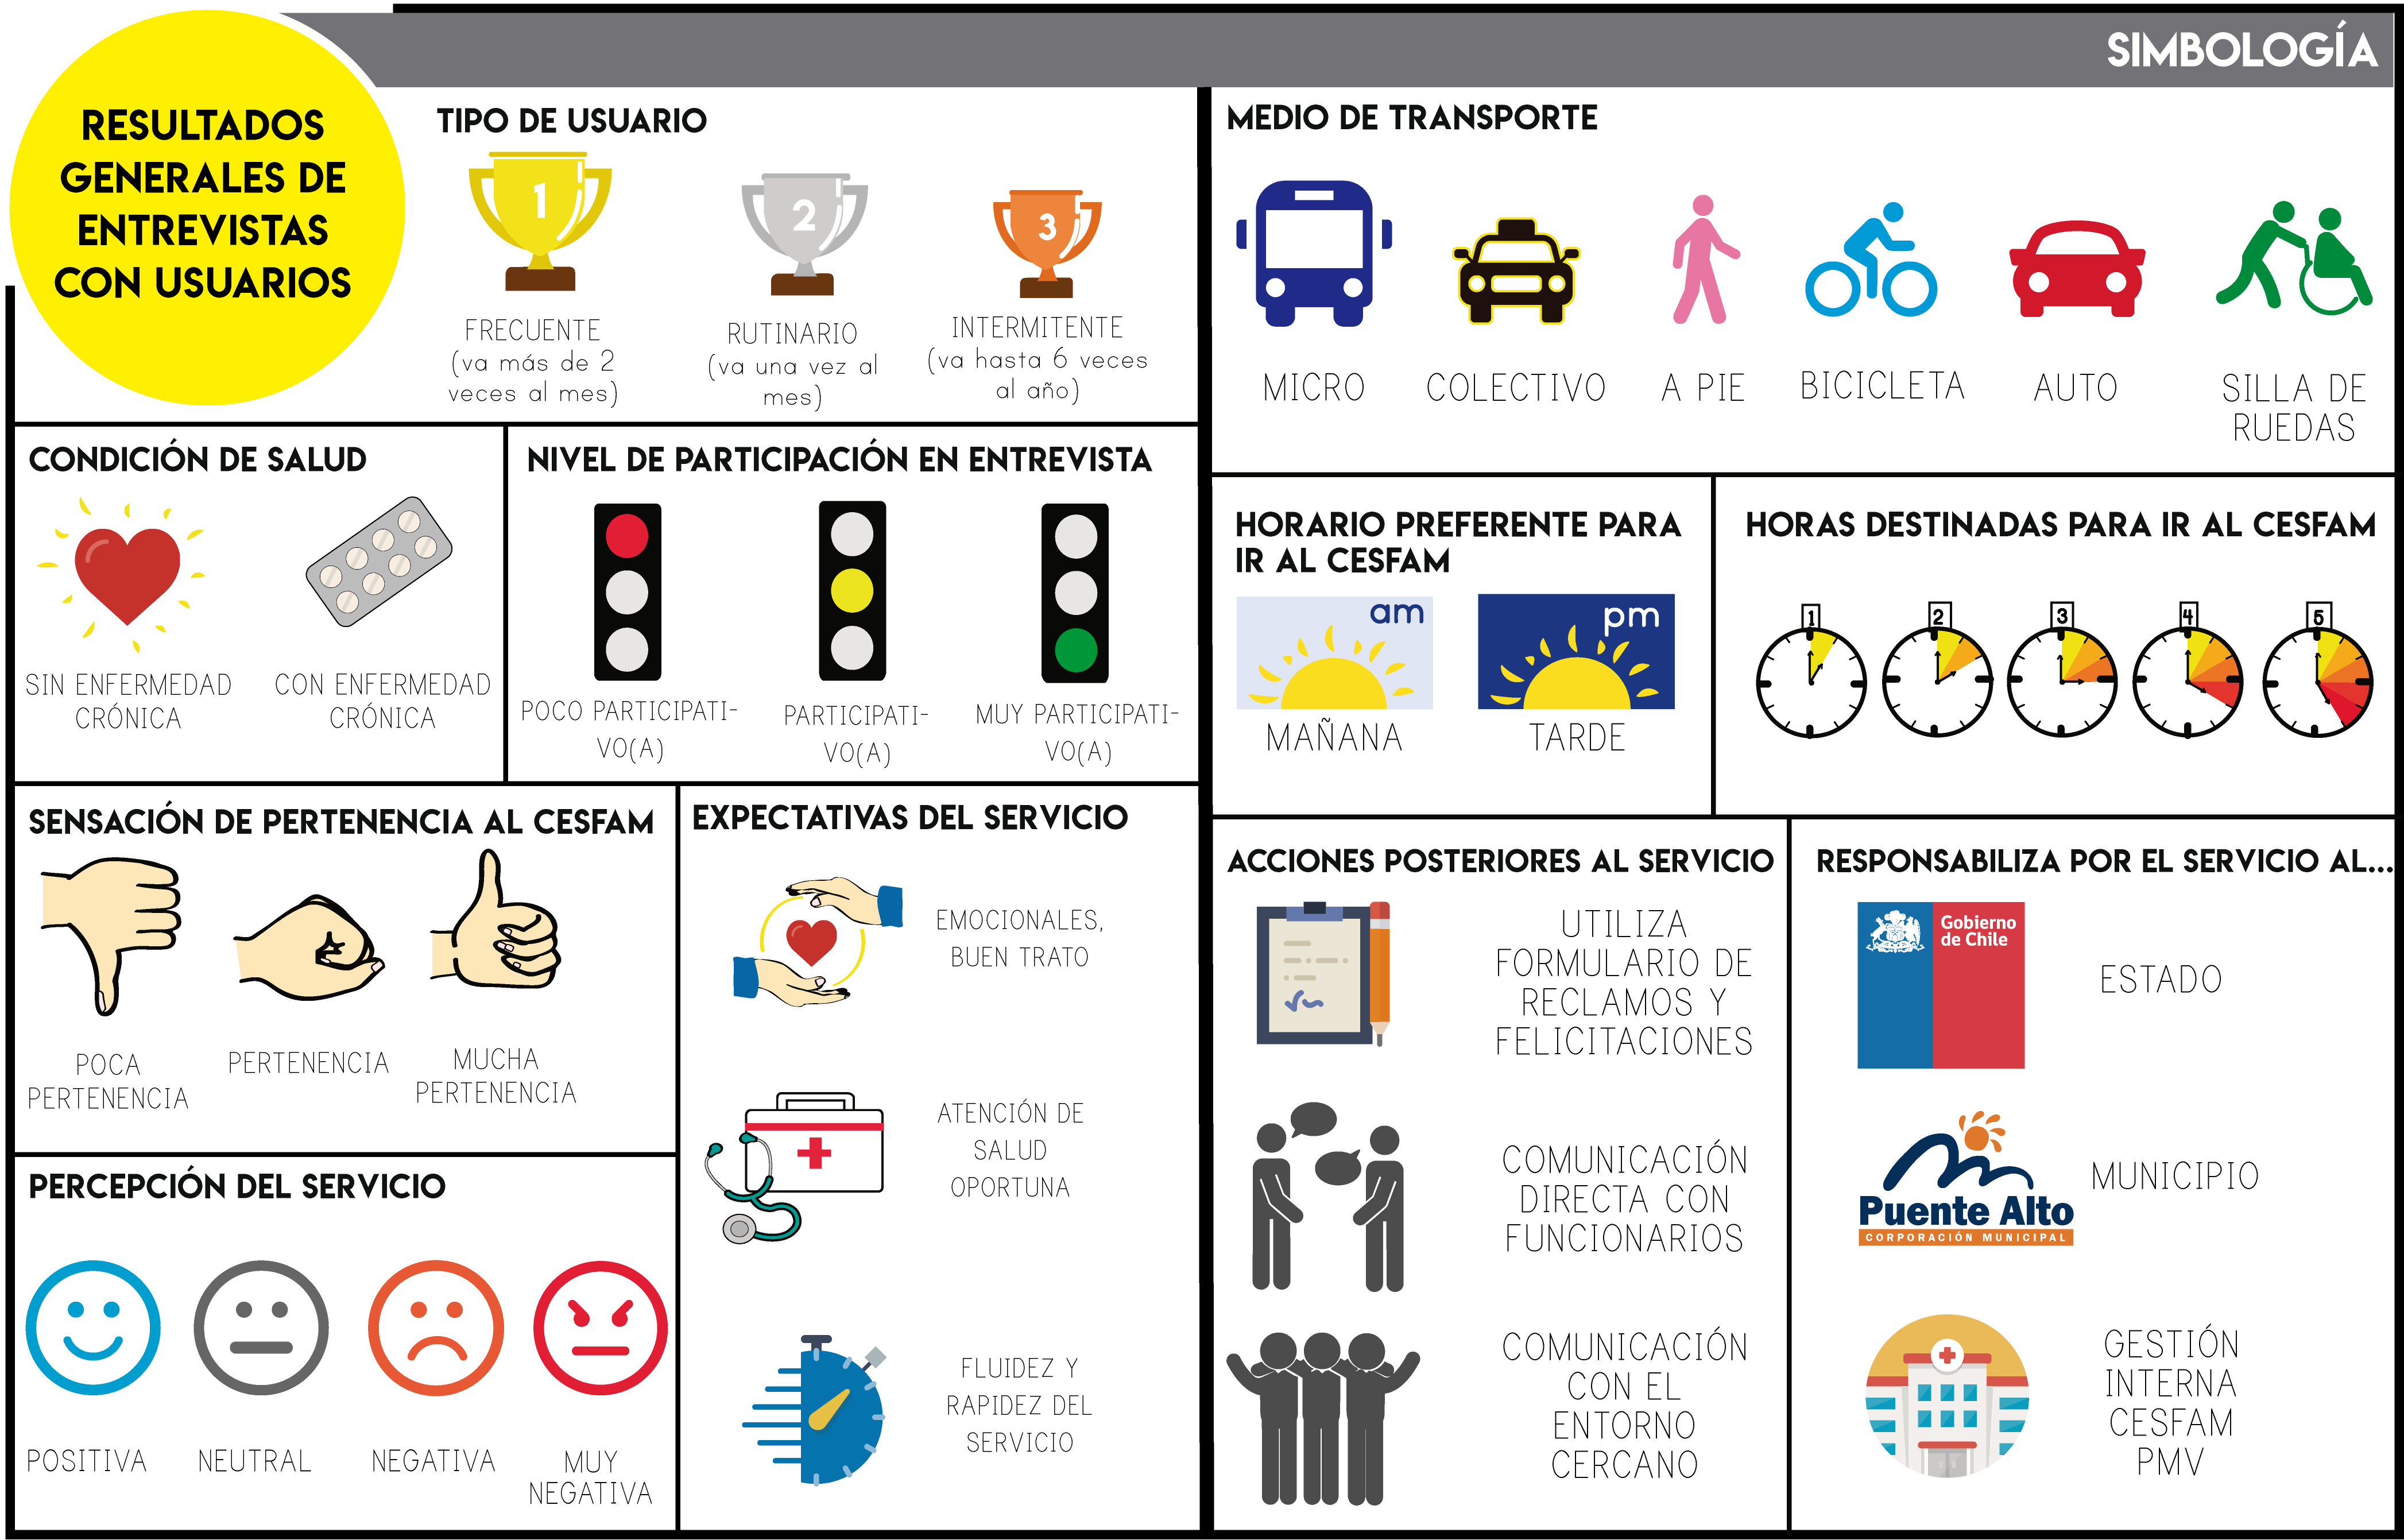 SIMBOLOGÍA
RESULTADOS
GENERALES DE
ENTREVISTAS
CON USUARIOS
TIPO DE USUARIO
1
2
3
FRECUENTE
(va más de 2
veces al mes)
RUTINARIO
(va una vez al
mes)
INTERMITENTE
(va hasta 6 veces
al año)
MEDIO DE TRANSPORTE
MICRO
COLECTIVO
A PIE
BICICLETA
AUTO
SILLA DE
RUEDAS
CONDICIÓN DE SALUD
SIN ENFERMEDAD
CRÓNICA
CON ENFERMEDAD
CRÓNICA
NIVEL DE PARTICIPACIÓN EN ENTREVISTA
POCO PARTICIPATI-
VO(A)
PARTICIPATI-
VO(A)
MUY PARTICIPATI-
VO(A)
HORARIO PREFERENTE PARA
IR AL CESFAM
am
pm
MAÑANA
TARDE
HORAS DESTINADAS PARA IR AL CESFAM
1
2
3
4
5
SENSACIÓN DE PERTENENCIA AL CESFAM
POCA
PERTENENCIA
PERTENENCIA
MUCHA
PERTENENCIA
EXPECTATIVAS DEL SERVICIO
EMOCIONALES,
BUEN TRATO
ATENCIÓN DE
SALUD
OPORTUNA
FLUIDEZ Y
RAPIDEZ DEL
SERVICIO
PERCEPCIÓN DEL SERVICIO
POSITIVA
NEUTRAL
NEGATIVA
MUY
NEGATIVA
ACCIONES POSTERIORES AL SERVICIO
UTILIZA
FORMULARIO DE
RECLAMOS Y
FELICITACIONES
COMUNICACIÓN
DIRECTA CON
FUNCIONARIOS
COMUNICACIÓN
CON EL
ENTORNO
CERCANO
RESPONSABILIZA POR EL SERVICIO AL...
Gobierno
de Chile
ESTADO
Puente Alto
CORPORACIÓN MUNICIPAL
MUNICIPIO
GESTIÓN
INTERNA
CESFAM
PMV